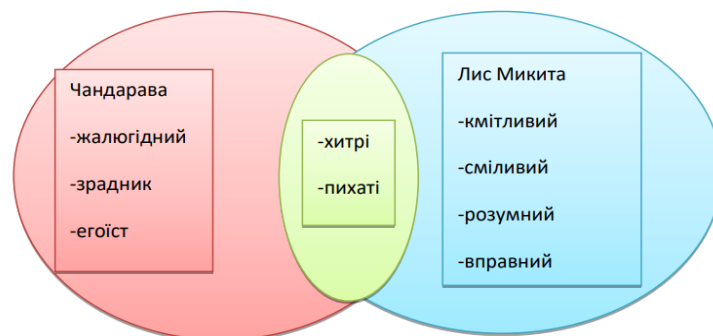 Чандарава
-жалюгідний
-зрадник
-егоїст
-хитрі
-пихаті
Лис Микита
-кмітливий
-сміливий
-розумний
-вправний